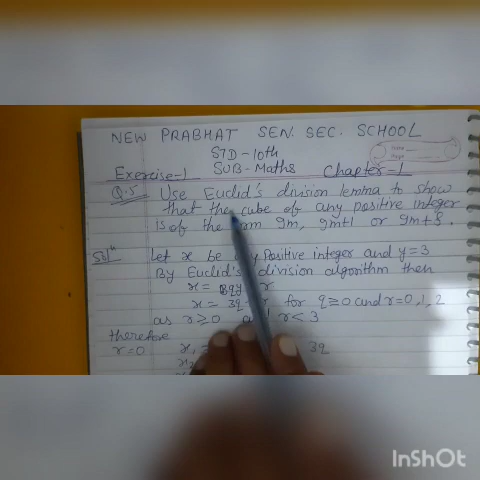 NEW PRABHAT SEN. SEC. SCHOOL
STD-10th
SUB-Maths
Exercise-1 Chapter-1
Q.5 Use Euclid's division lemma to show
that the cube of any positive integer
is of the form 9m, 9m+1 or 9m+8.
Solⁿ Let x be any Positive integer and y=3
By Euclid's division algorithm then
x = 3qy r
x = 3q r for q≥0 and r=0,1,2
as r≥0 r<3
therefore
r=0 x₁ = 3q
InShOt